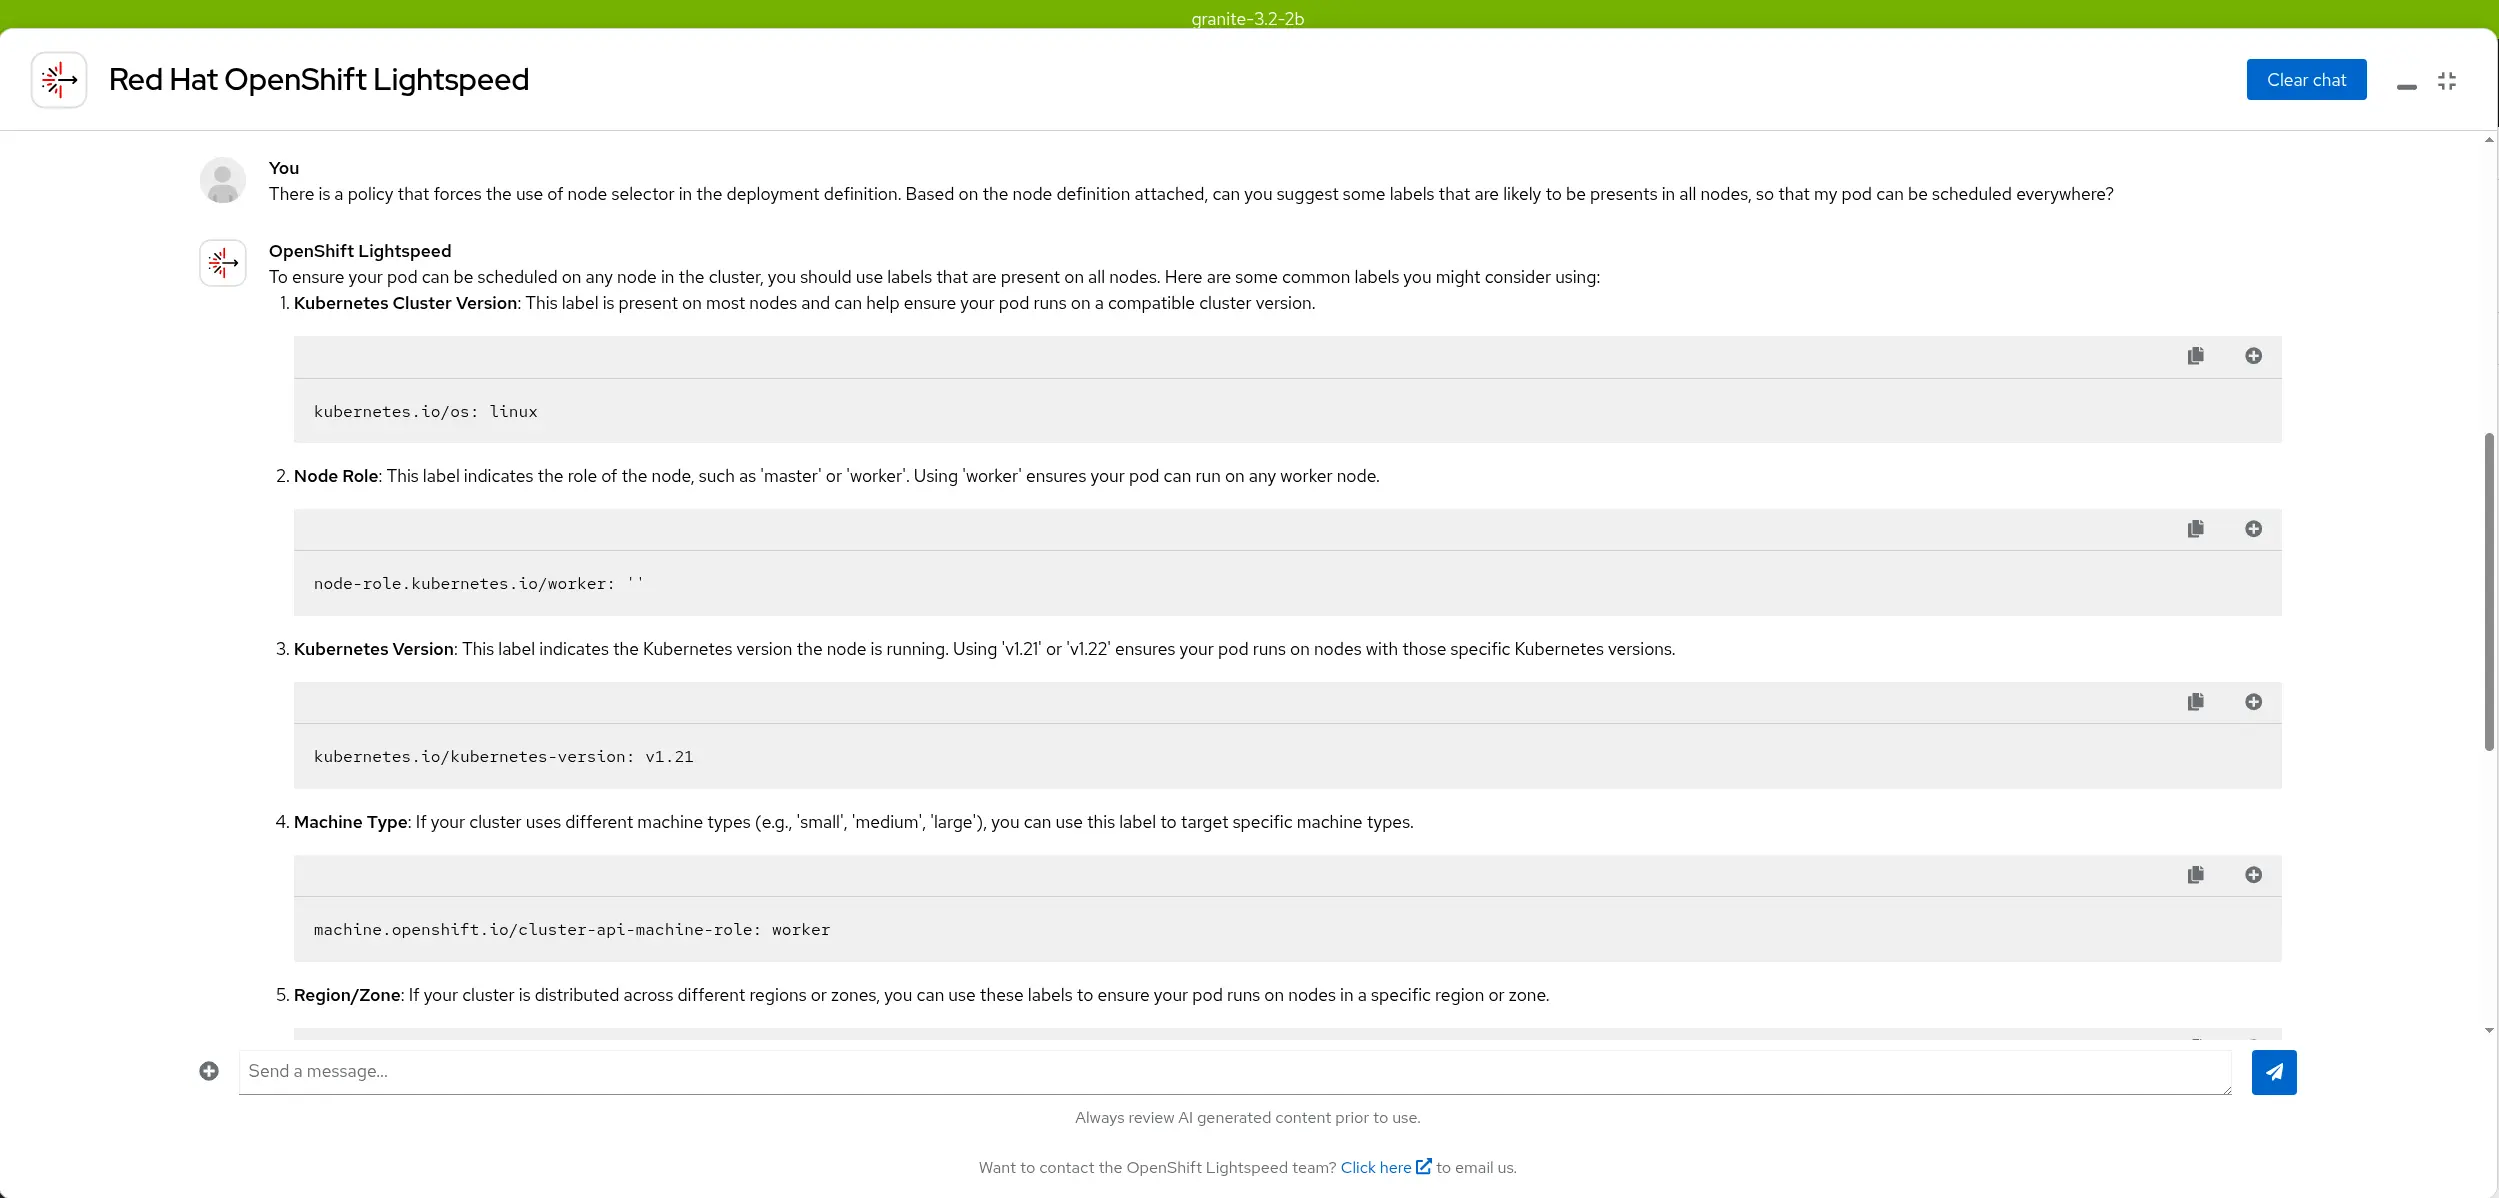 granite-3.2-2b
Red Hat OpenShift Lightspeed
Clear chat
You
There is a policy that forces the use of node selector in the deployment definition. Based on the node definition attached, can you suggest some labels that are likely to be presents in all nodes, so that my pod can be scheduled everywhere?
OpenShift Lightspeed
To ensure your pod can be scheduled on any node in the cluster, you should use labels that are present on all nodes. Here are some common labels you might consider using:
1. Kubernetes Cluster Version: This label is present on most nodes and can help ensure your pod runs on a compatible cluster version.
kubernetes.io/os: linux
2. Node Role: This label indicates the role of the node, such as 'master' or 'worker'. Using 'worker' ensures your pod can run on any worker node.
node-role.kubernetes.io/worker: ''
3. Kubernetes Version: This label indicates the Kubernetes version the node is running. Using 'v1.21' or 'v1.22' ensures your pod runs on nodes with those specific Kubernetes versions.
kubernetes.io/kubernetes-version: v1.21
4. Machine Type: If your cluster uses different machine types (e.g., 'small', 'medium', 'large'), you can use this label to target specific machine types.
machine.openshift.io/cluster-api-machine-role: worker
5. Region/Zone: If your cluster is distributed across different regions or zones, you can use these labels to ensure your pod runs on nodes in a specific region or zone.
Send a message...
Always review AI generated content prior to use.
Want to contact the OpenShift Lightspeed team? Click here to email us.